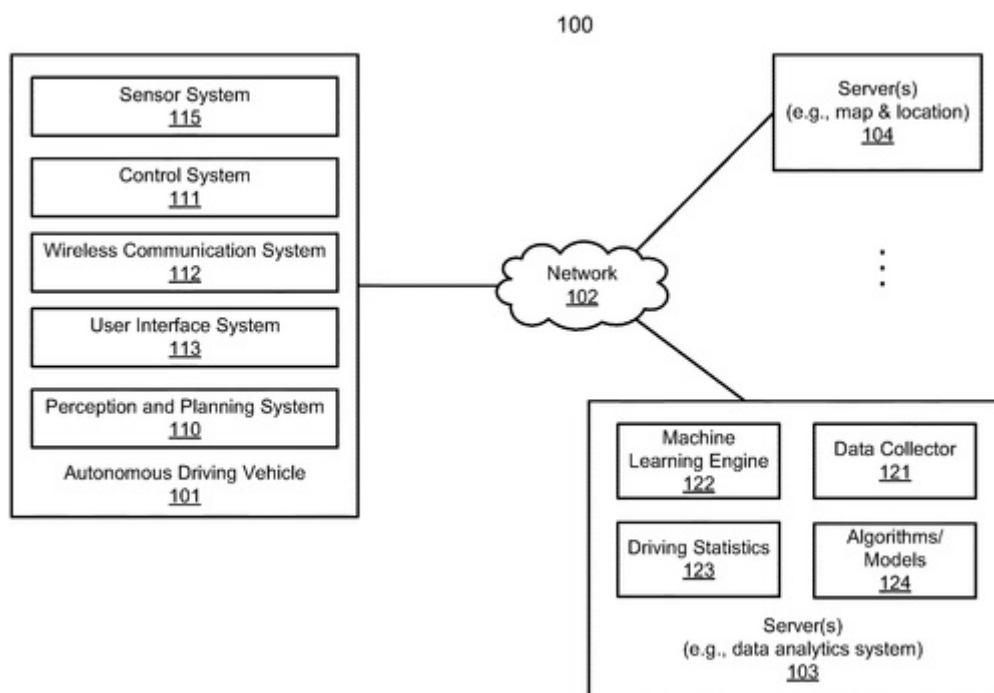 100
Sensor System
115
Control System
111
Wireless Communication System
112
User Interface System
113
Perception and Planning System
110
Autonomous Driving Vehicle
101
Network
102
Server(s)
(e.g., map & location)
104
Machine
Learning Engine
122
Data Collector
121
Driving Statistics
123
Algorithms/
Models
124
Server(s)
(e.g., data analytics system)
103